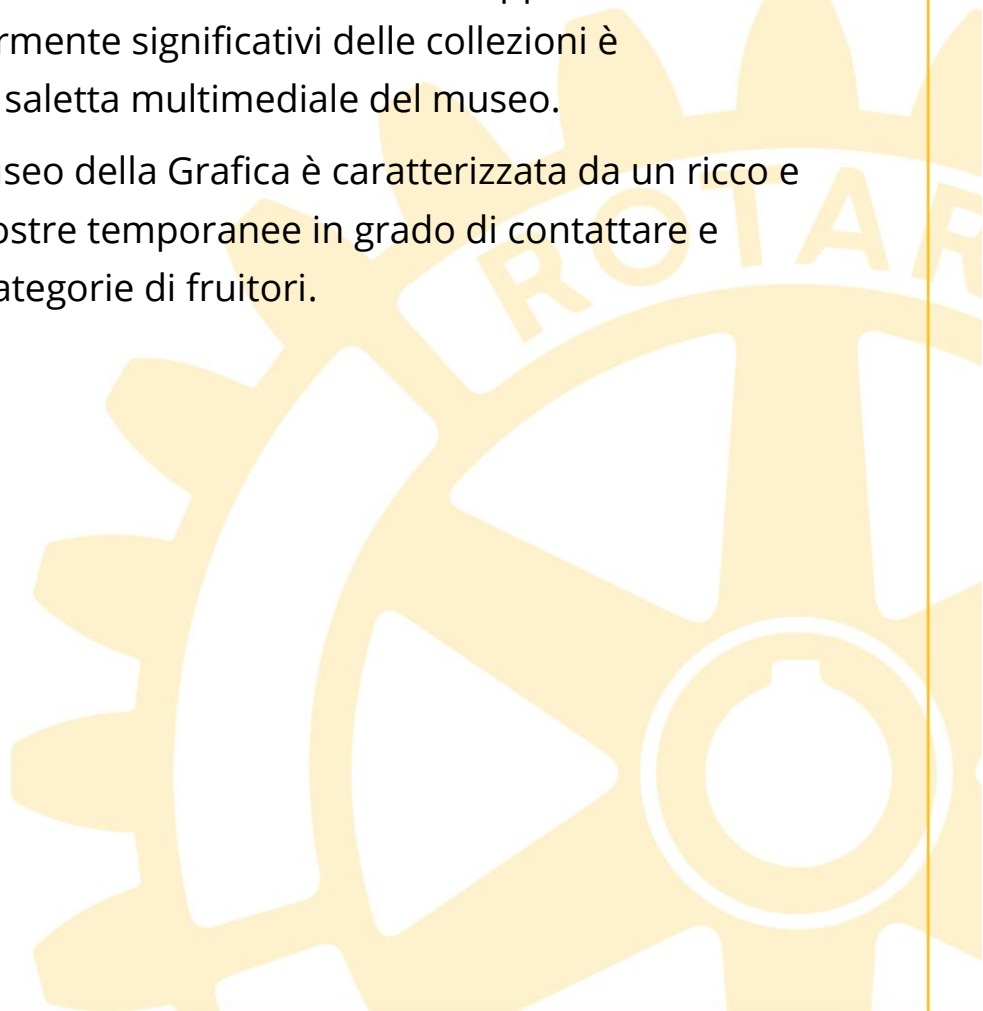 rmente significativi delle collezioni è
saletta multimediale del museo.
seo della Grafica è caratterizzata da un ricco e
ostre temporanee in grado di contattare e
ategorie di fruitori.
ROTAR